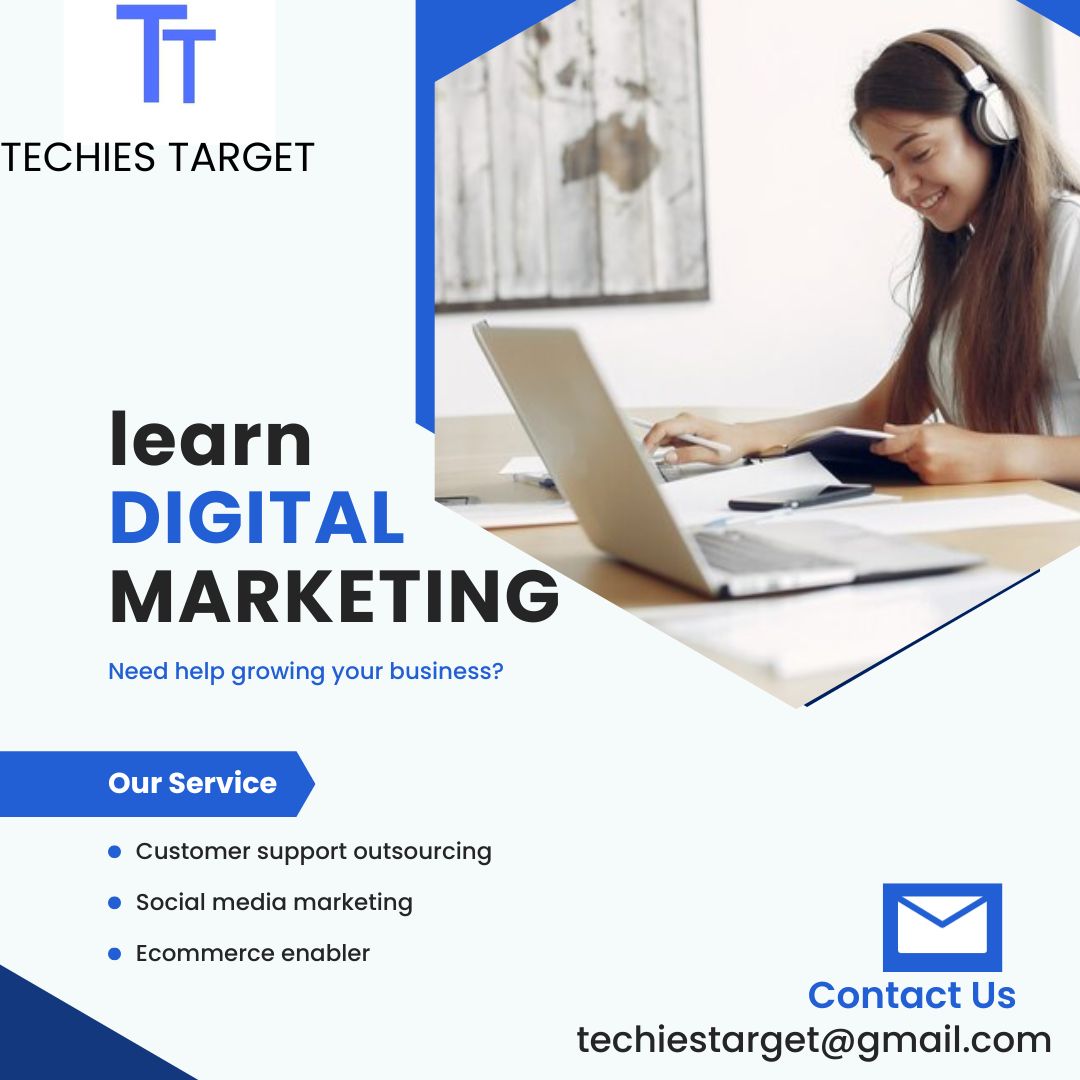 TT
TECHIES TARGET
learn
DIGITAL
MARKETING
Need help growing your business?
Our Service
Customer support outsourcing
Social media marketing
Ecommerce enabler
Contact Us
techiestarget@gmail.com